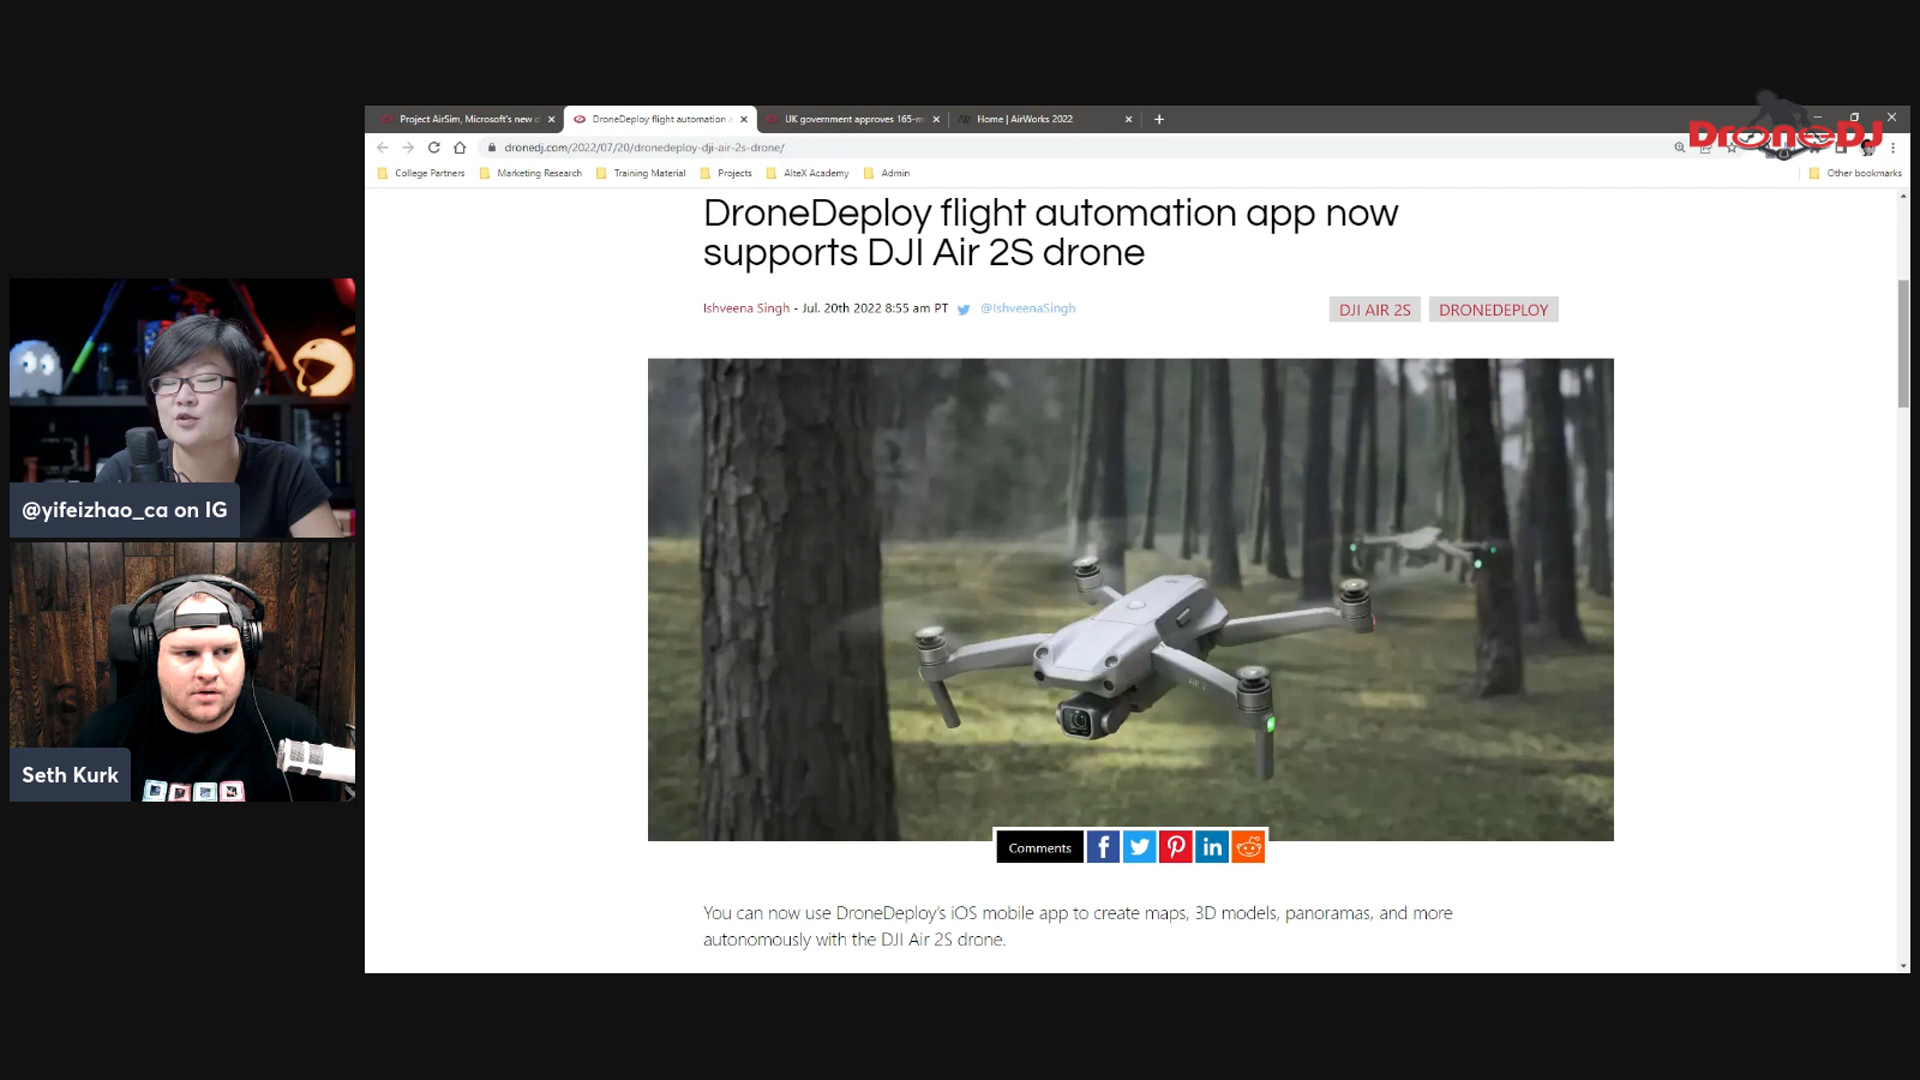 DroneDJ
Project AirSim, Microsoft's new d
DroneDeploy flight automation a
UK government approves 165-m
Home | AirWorks 2022
dronedj.com/2022/07/20/dronedeploy-dji-air-2s-drone/
College Partners
Marketing Research
Training Material
Projects
AlteX Academy
Admin
Other bookmarks
DroneDeploy flight automation app now
supports DJI Air 2S drone
Ishveena Singh - Jul. 20th 2022 8:55 am PT @IshveenaSingh
DJI AIR 2S
DRONEDEPLOY
@yifeizhao_ca on IG
Seth Kurk
Comments
You can now use DroneDeploy's iOS mobile app to create maps, 3D models, panoramas, and more
autonomously with the DJI Air 2S drone.